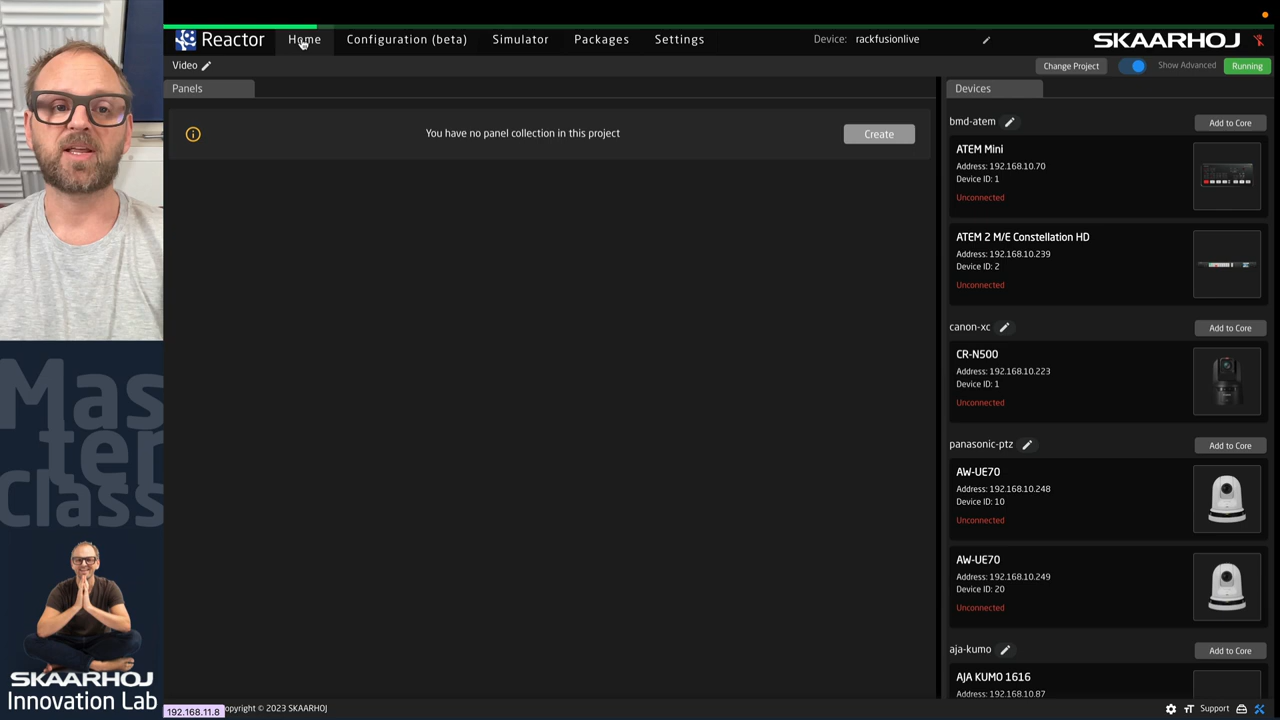 Reactor
Home
Configuration (beta)
Simulator
Packages
Settings
Device: rackfusionlive
SKAARHOJ
Video
Change Project
Show Advanced
Running
Panels
You have no panel collection in this project
Create
Devices
bmd-atem
Add to Core
ATEM Mini
Address: 192.168.10.70
Device ID: 1
Unconnected
ATEM 2 M/E Constellation HD
Address: 192.168.10.239
Device ID: 2
Unconnected
canon-xc
Add to Core
CR-N500
Address: 192.168.10.223
Device ID: 1
Unconnected
panasonic-ptz
Add to Core
AW-UE70
Address: 192.168.10.248
Device ID: 10
Unconnected
AW-UE70
Address: 192.168.10.249
Device ID: 20
Unconnected
aja-kumo
Add to Core
AJA KUMO 1616
Address: 192.168.10.87
Mas
ter
Class
SKAARHOJ
Innovation Lab
192.168.11.8
opyright © 2023 SKAARHOJ
Support